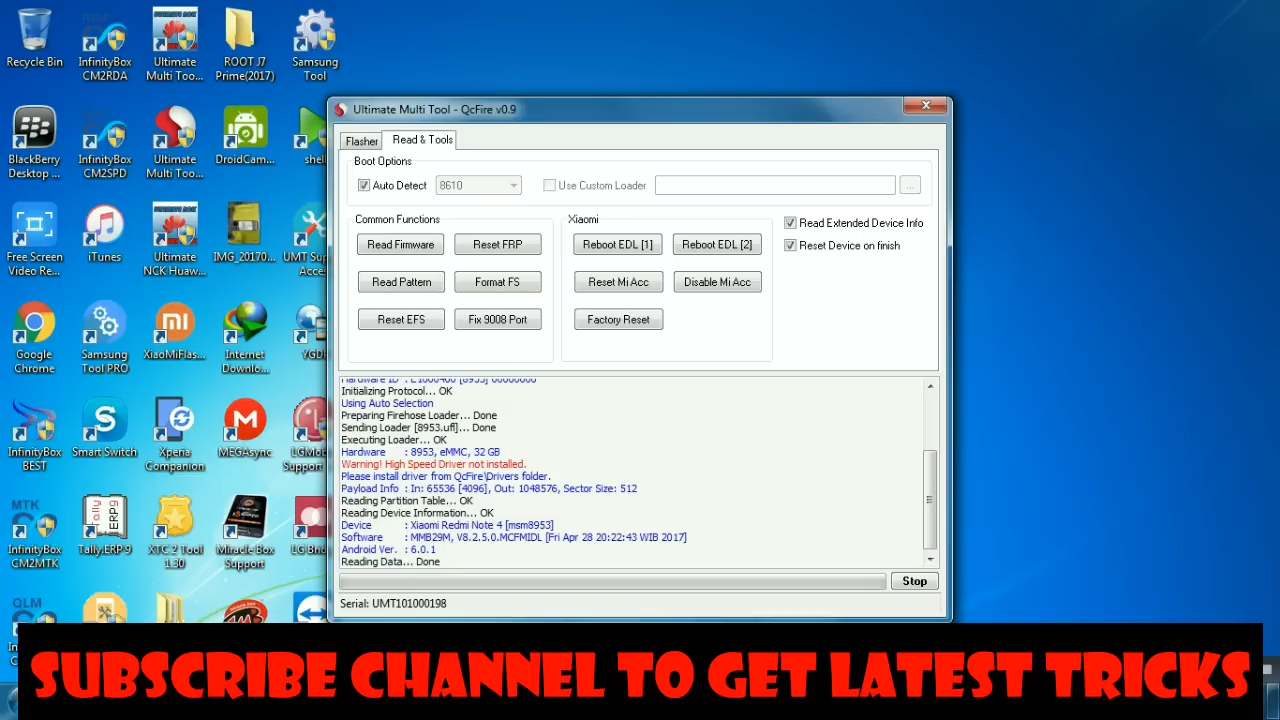 Recycle Bin
InfinityBox
CM2RDA
Ultimate
Multi Too...
ROOT J7
Prime(2017)
Samsung
Tool
BlackBerry
Desktop ...
InfinityBox
CM2SPD
Ultimate
Multi Too...
DroidCam...
shell
Free Screen
Video Re...
iTunes
Ultimate
NCK Huaw...
IMG_20170...
UMT Sup
Acce
Google
Chrome
Samsung
Tool PRO
XiaoMiFlas...
Internet
Downlo...
YGD
InfinityBox
BEST
Smart Switch
Xperia
Companion
MEGAsync
LGMo
Support
MTK
InfinityBox
CM2MTK
Tally.ERP 9
XTC 2 Tool
1.30
Miracle Box
Support
QLM
Ultimate Multi Tool - QcFire v0.9
Flasher
Read & Tools
Boot Options
Auto Detect
8610
Use Custom Loader
...
Common Functions
Read Firmware
Reset FRP
Read Pattern
Format FS
Reset EFS
Fix 9008 Port
Xiaomi
Reboot EDL [1]
Reboot EDL [2]
Reset Mi Acc
Disable Mi Acc
Factory Reset
Read Extended Device Info
Reset Device on finish
Initializing Protocol... OK
Using Auto Selection
Preparing Firehose Loader... Done
Sending Loader [8953.ufl]... Done
Executing Loader... OK
Hardware : 8953, eMMC, 32 GB
Warning! High Speed Driver not installed.
Please install driver from QcFire\Drivers folder.
Payload Info : In: 65536 [4096], Out: 1048576, Sector Size: 512
Reading Partition Table... OK
Reading Device Information... OK
Device : Xiaomi Redmi Note 4 [msm8953]
Software : MMB29M, V8.2.5.0.MCFMIDL [Fri Apr 28 20:22:43 WIB 2017]
Android Ver. : 6.0.1
Reading Data... Done
Stop
Serial: UMT101000198
SUBSCRIBE CHANNEL TO GET LATEST TRICKS